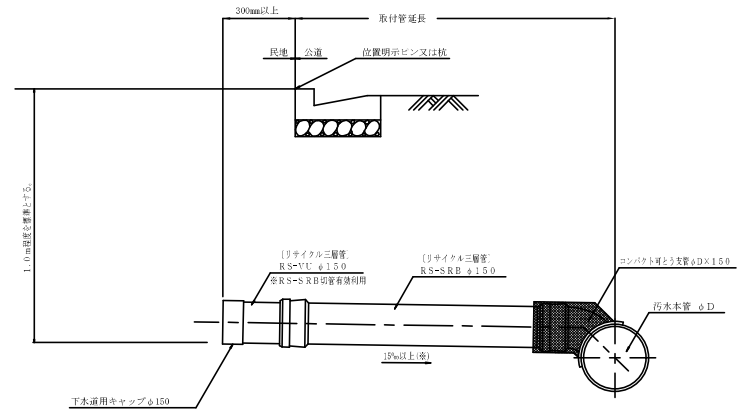 300mm以上
取付管延長
民地
公道
位置明示ピン又は杭
1.0m程度を標準とする。
[リサイクル三層管]
RS-VU φ150
※RS-SRB切管有効利用
[リサイクル三層管]
RS-SRB φ150
コンパクト可とう支管φD×150
汚水本管 φD
15‰以上(※)
下水道用キャップφ150